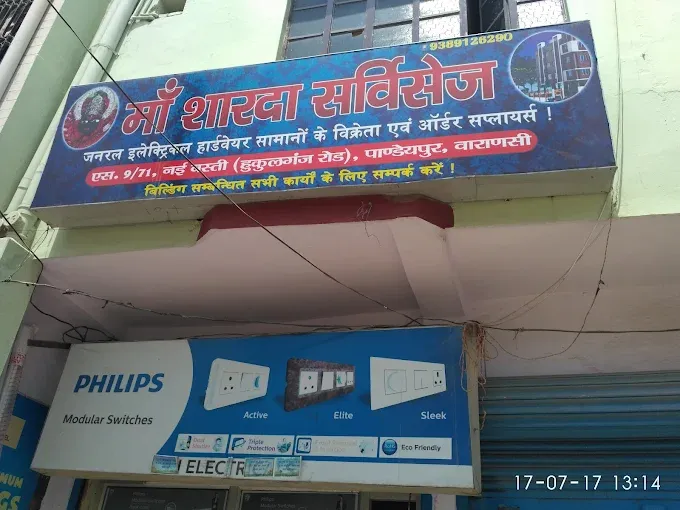 9389126290
माँ शारदा सर्विसेज
जनरल इलेक्ट्रिकल हार्डवेयर सामानों के विक्रेता एवं ऑर्डर सप्लायर्स !
एस. 9/71, नई बस्ती (हुकुलगंज रोड), पाण्डेयपुर, वाराणसी
बिल्डिंग सम्बन्धित सभी कार्यों के लिए सम्पर्क करें !
PHILIPS
Modular Switches
Active
Elite
Sleek
Triple Protection
Eco Friendly
ELECTR
17-07-17 13:14